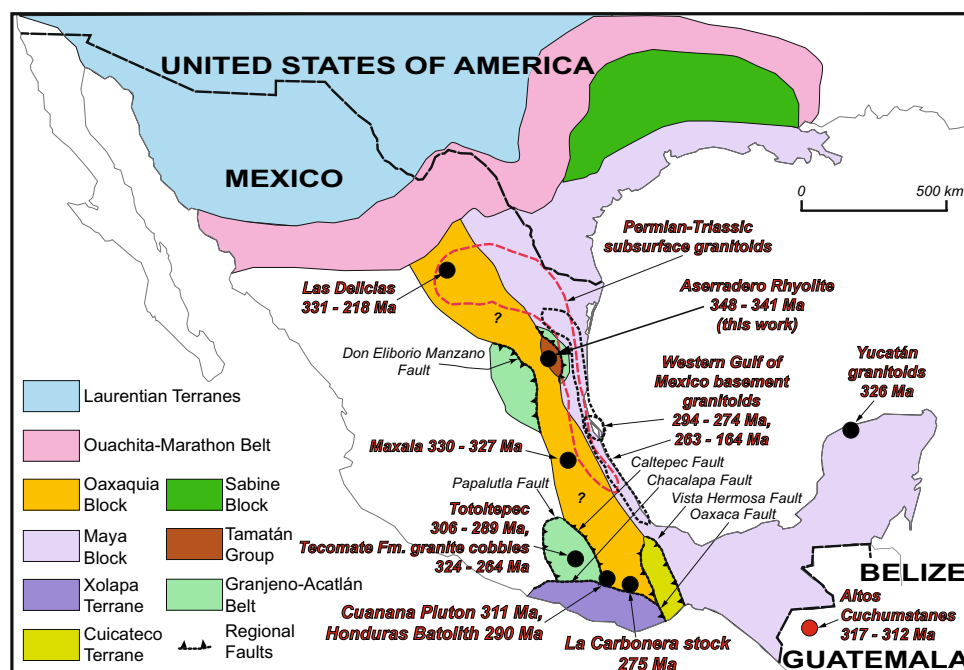 UNITED STATES OF AMERICA
MEXICO
0 500 km
Permian-Triassic
subsurface granitoids
Las Delicias
331 - 218 Ma
Aserradero Rhyolite
348 - 341 Ma
(this work)
?
Don Eliborio Manzano
Fault
Western Gulf of
Mexico basement
granitoids
294 - 274 Ma,
263 - 164 Ma
Yucatán
granitoids
326 Ma
Maxala 330 - 327 Ma
Caltepec Fault
Chacalapa Fault
Vista Hermosa Fault
Oaxaca Fault
Papalutla Fault
?
Totoltepec
306 - 289 Ma,
Tecomate Fm. granite cobbles
324 - 264 Ma
Cuanana Pluton 311 Ma,
Honduras Batolith 290 Ma
La Carbonera stock
275 Ma
BELIZE
Altos
Cuchumatanes
317 - 312 Ma
GUATEMALA
Laurentian Terranes
Ouachita-Marathon Belt
Oaxaquia
Block
Sabine
Block
Maya
Block
Tamatán
Group
Xolapa
Terrane
Granjeno-Acatlán
Belt
Cuicateco
Terrane
Regional
Faults